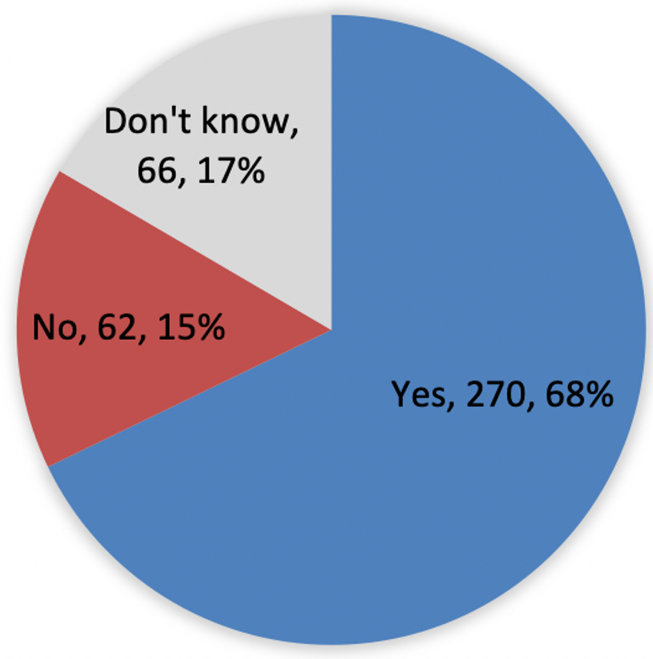 Don't know,
66, 17%
No, 62, 15%
Yes, 270, 68%